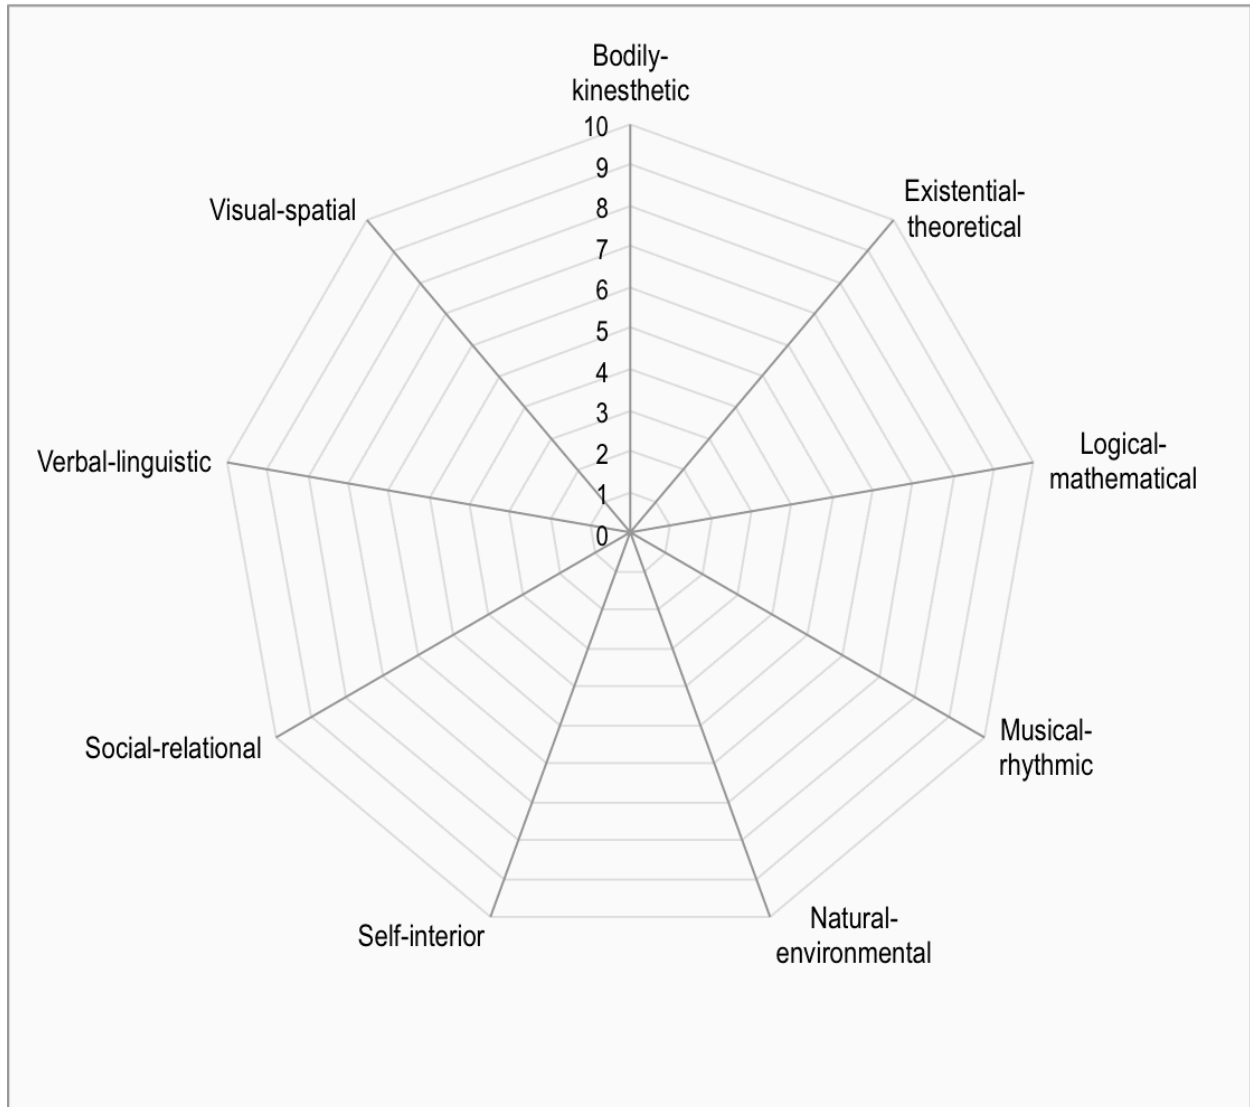 Bodily-
kinesthetic
10
9
8
7
6
5
4
3
2
1
0
Existential-
theoretical
Logical-
mathematical
Musical-
rhythmic
Natural-
environmental
Self-interior
Social-relational
Verbal-linguistic
Visual-spatial